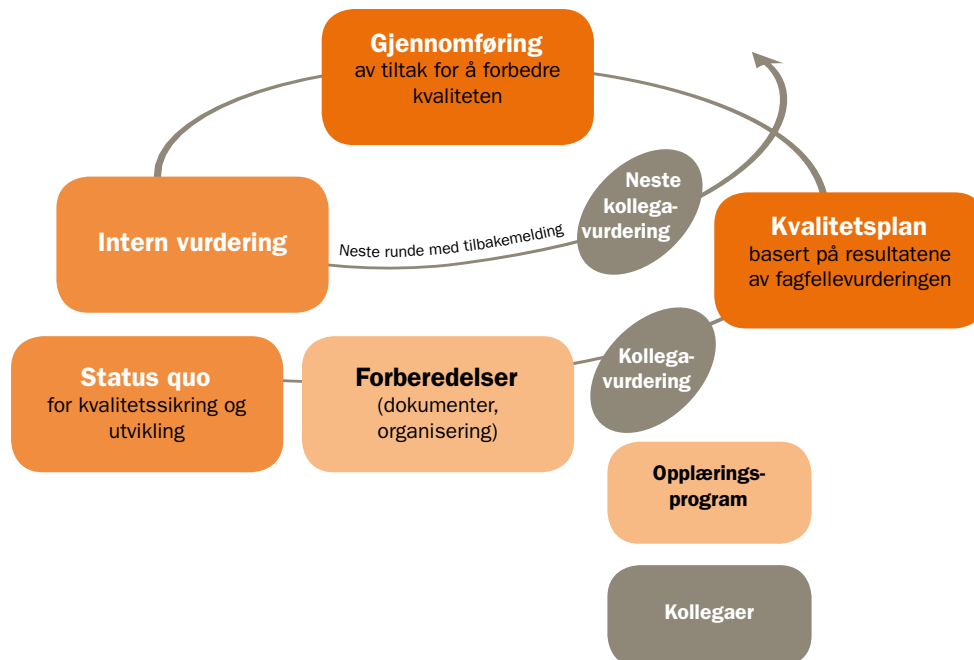 Gjennomføring
av tiltak for å forbedre
kvaliteten
Neste
kollega-
vurdering
Intern vurdering
Neste runde med tilbakemelding
Kvalitetsplan
basert på resultatene
av fagfellevurderingen
Status quo
for kvalitetssikring og
utvikling
Forberedelser
(dokumenter,
organisering)
Kollega-
vurdering
Opplærings-
program
Kollegaer